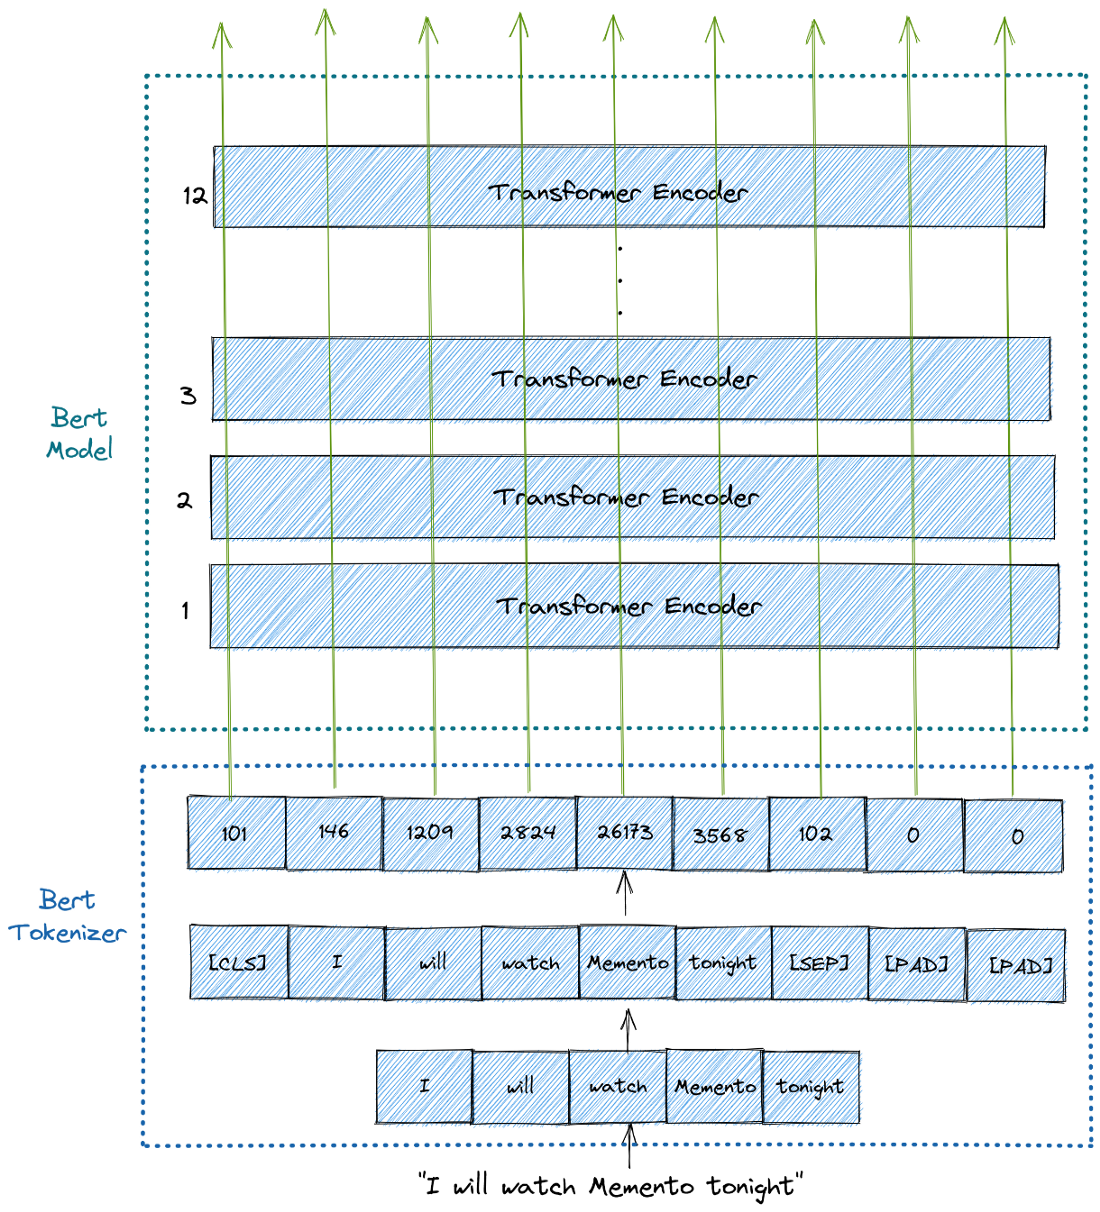 12
Transformer Encoder
.
.
.
3
Transformer Encoder
Bert
Model
2
Transformer Encoder
1
Transformer Encoder
101 146 1209 2824 26173 3568 102 0 0
Bert
Tokenizer
[CLS] I will watch Memento tonight [SEP] [PAD] [PAD]
I will watch Memento tonight
"I will watch Memento tonight"